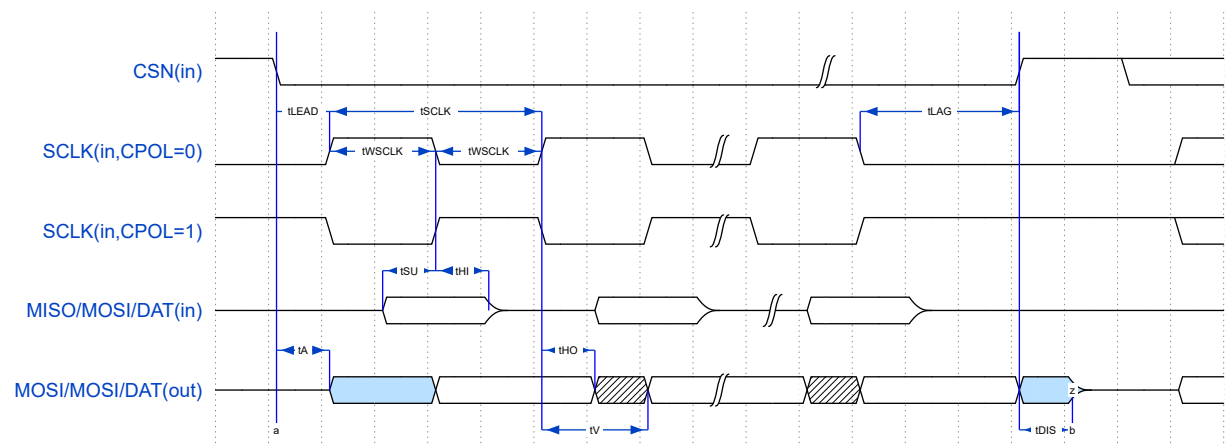 CSN(in)
tLEAD
tSCLK
tLAG
SCLK(in,CPOL=0)
tWSCLK
tWSCLK
SCLK(in,CPOL=1)
tSU
tHI
MISO/MOSI/DAT(in)
tA
tHO
MOSI/MOSI/DAT(out)
z
a
tV
tDIS
b